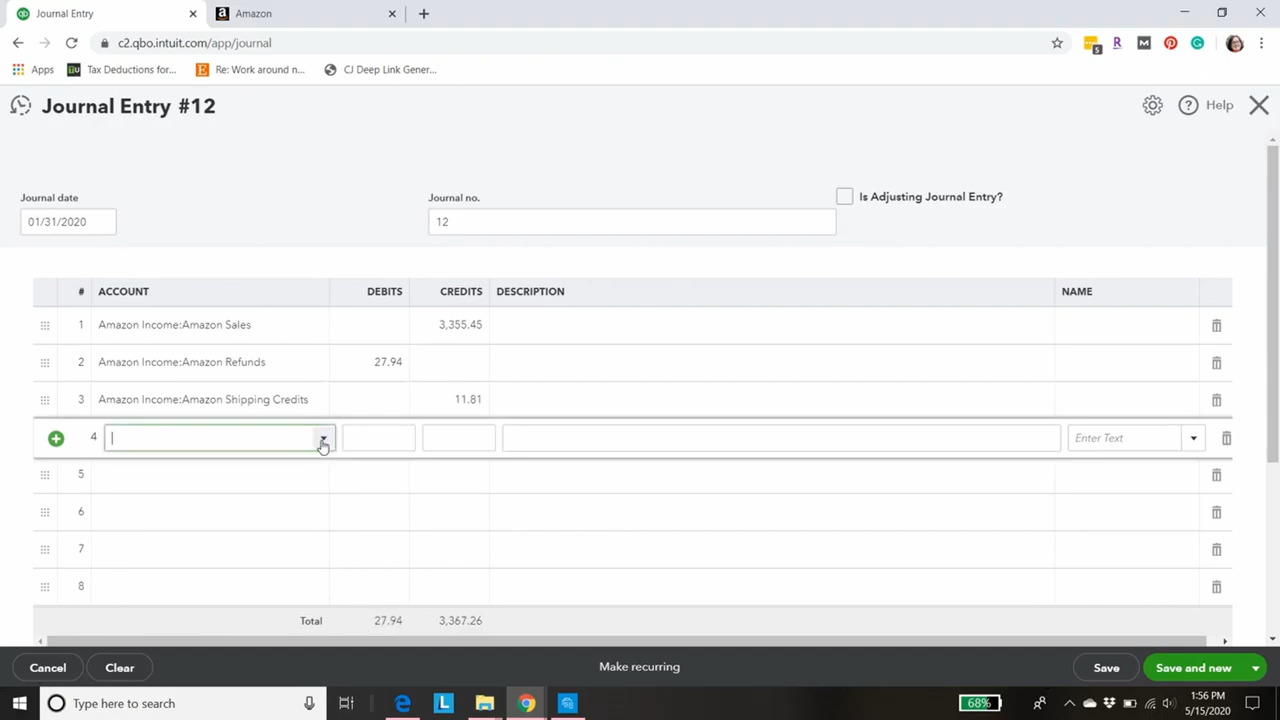 Journal Entry
Amazon
c2.qbo.intuit.com/app/journal
Apps
Tax Deductions for...
Re: Work around n...
CJ Deep Link Gener...
Journal Entry #12
Help
Journal date
Journal no.
Is Adjusting Journal Entry?
01/31/2020
12
# ACCOUNT DEBITS CREDITS DESCRIPTION NAME
1 Amazon Income:Amazon Sales 3,355.45
2 Amazon Income:Amazon Refunds 27.94
3 Amazon Income:Amazon Shipping Credits 11.81
4 Enter Text
5
6
7
8
Total 27.94 3,367.26
Cancel
Clear
Make recurring
Save
Save and new
Type here to search
68%
1:56 PM
5/15/2020